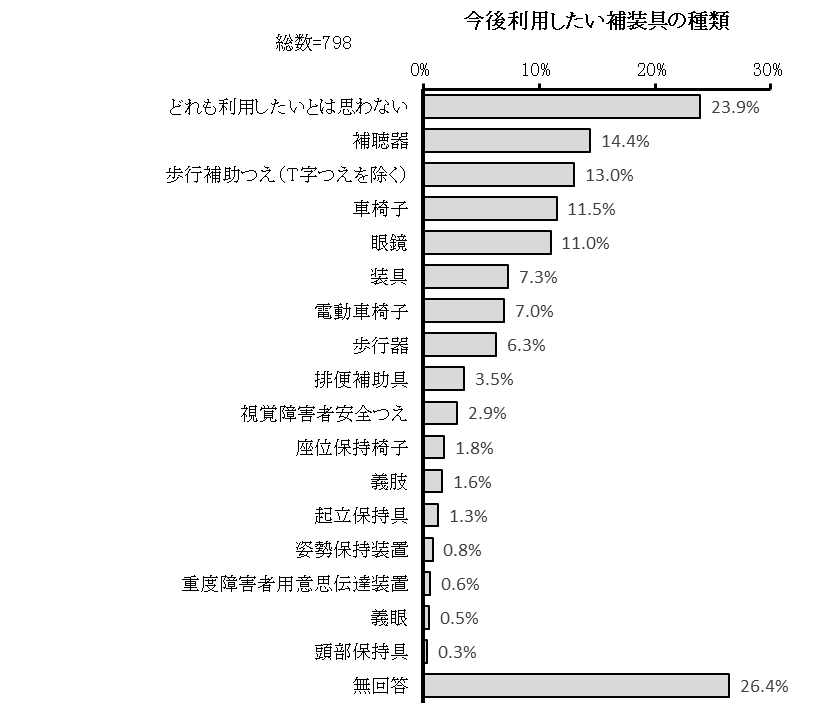 今後利用したい補装具の種類
総数=798
0% 10% 20% 30%
どれも利用したいとは思わない 23.9%
補聴器 14.4%
歩行補助つえ（T字つえを除く） 13.0%
車椅子 11.5%
眼鏡 11.0%
装具 7.3%
電動車椅子 7.0%
歩行器 6.3%
排便補助具 3.5%
視覚障害者安全つえ 2.9%
座位保持椅子 1.8%
義肢 1.6%
起立保持具 1.3%
姿勢保持装置 0.8%
重度障害者用意思伝達装置 0.6%
義眼 0.5%
頭部保持具 0.3%
無回答 26.4%